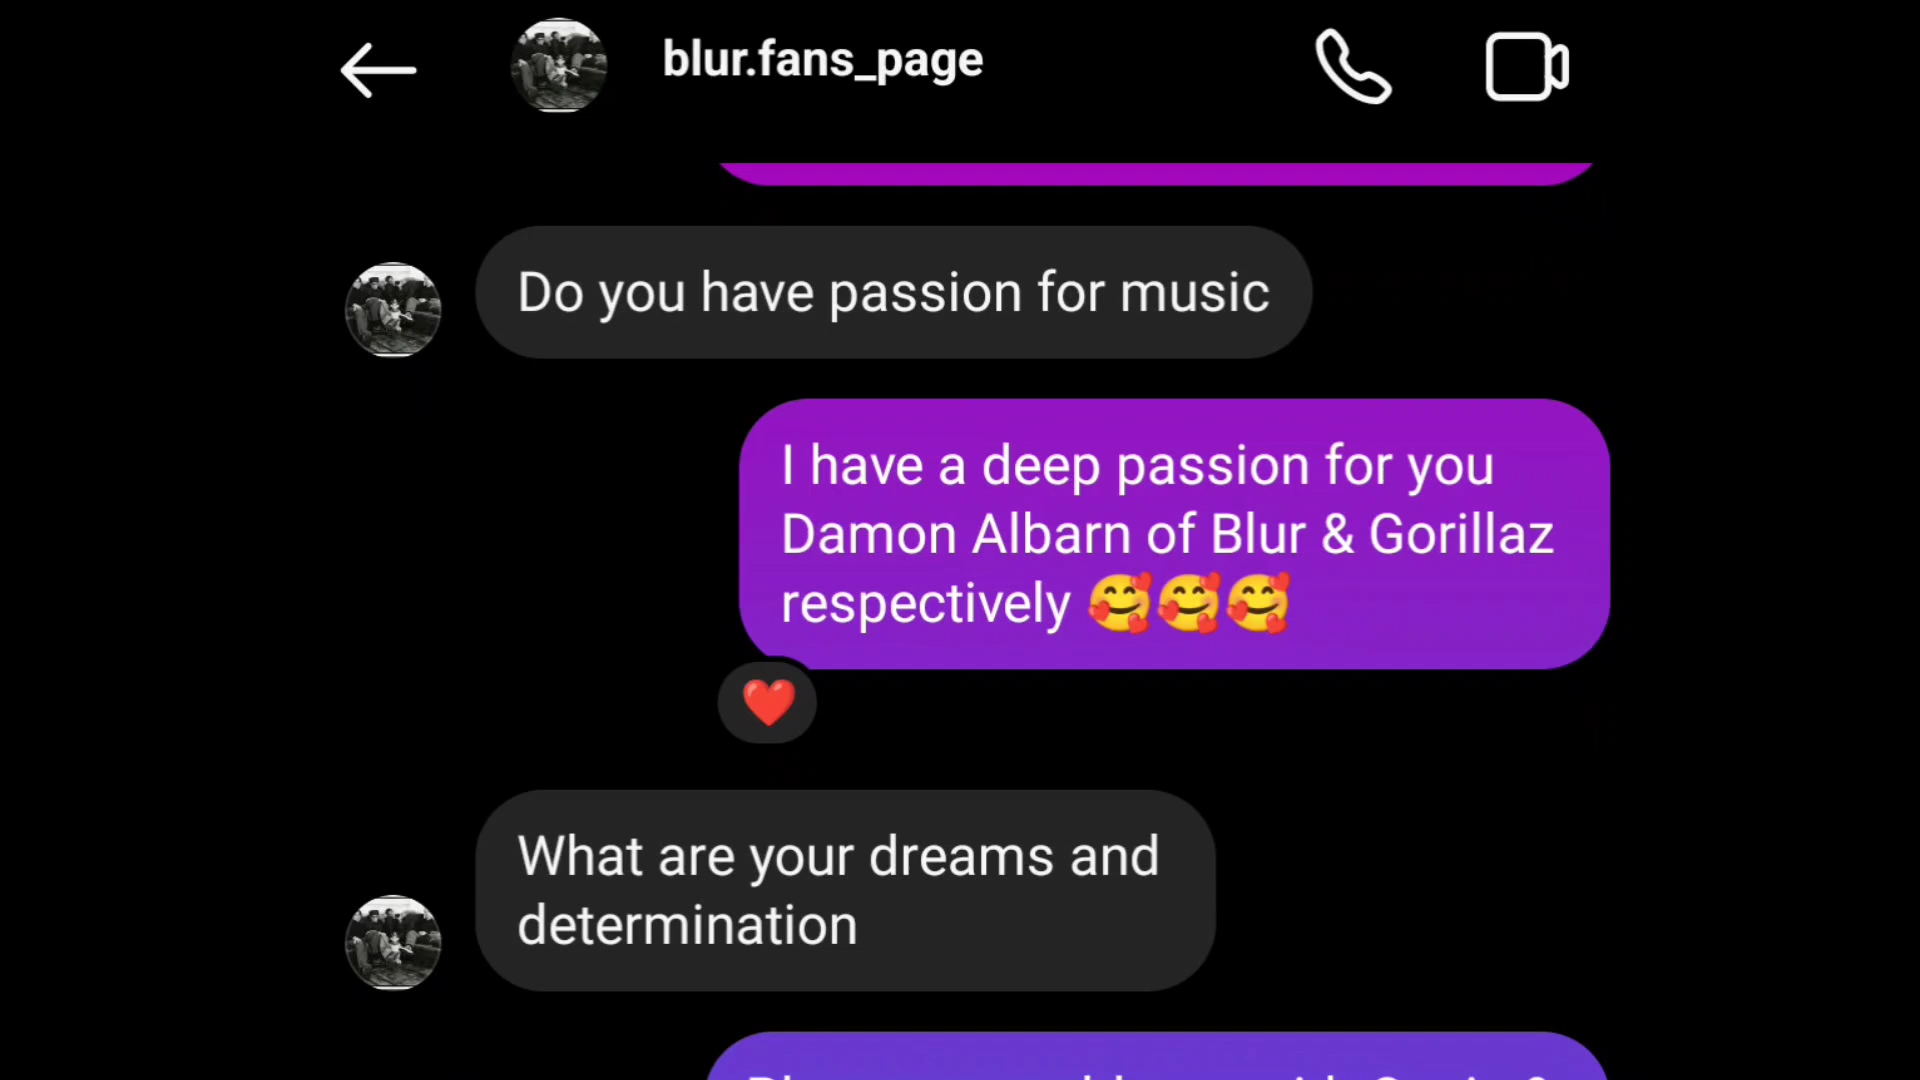 blur.fans_page
Do you have passion for music
I have a deep passion for you
Damon Albarn of Blur & Gorillaz
respectively 🥰🥰🥰
❤️
What are your dreams and
determination